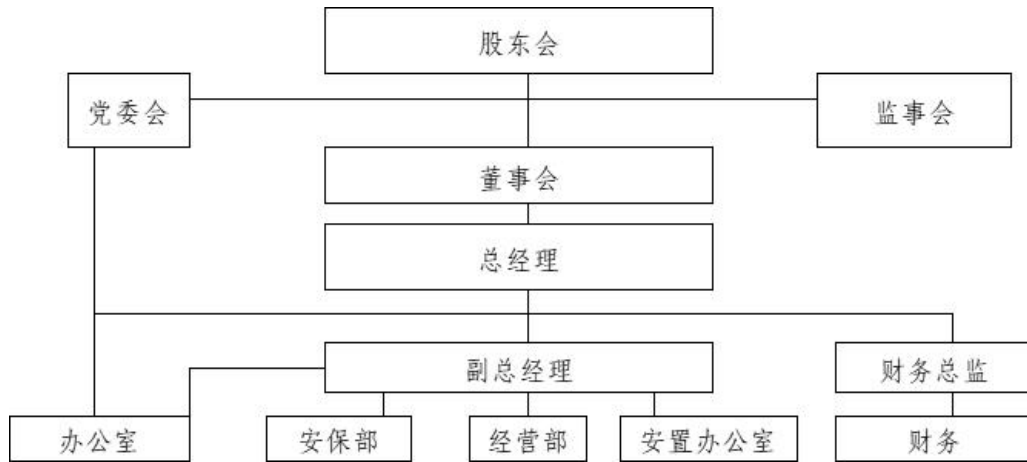 股东会
党委会
监事会
董事会
总经理
副总经理
财务总监
办公室
安保部
经营部
安置办公室
财务